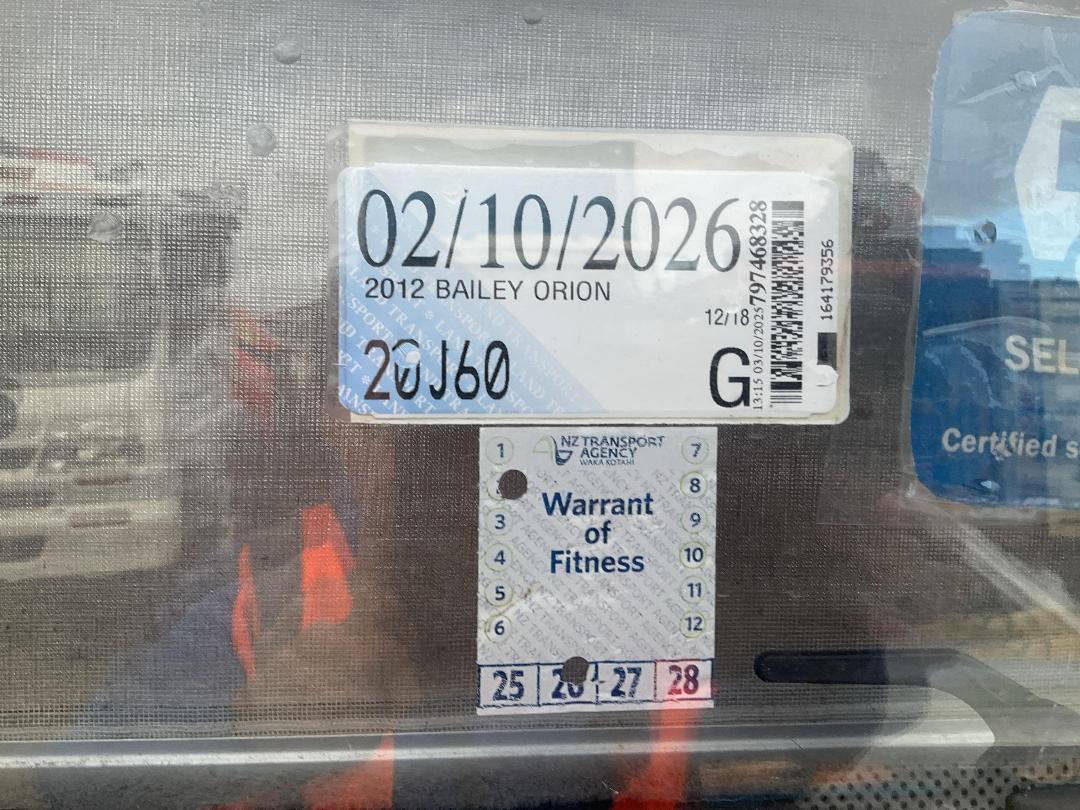 02/10/2026
2012 BAILEY ORION
12/18
J60
G
13:15 03/10/2025
797468328
164179356
NZ TRANSPORT
AGENCY
WAKA KOTAHI
Warrant
of
Fitness
1
3
4
5
6
7
8
9
10
11
12
25 26 27 28
SEL
Certified s